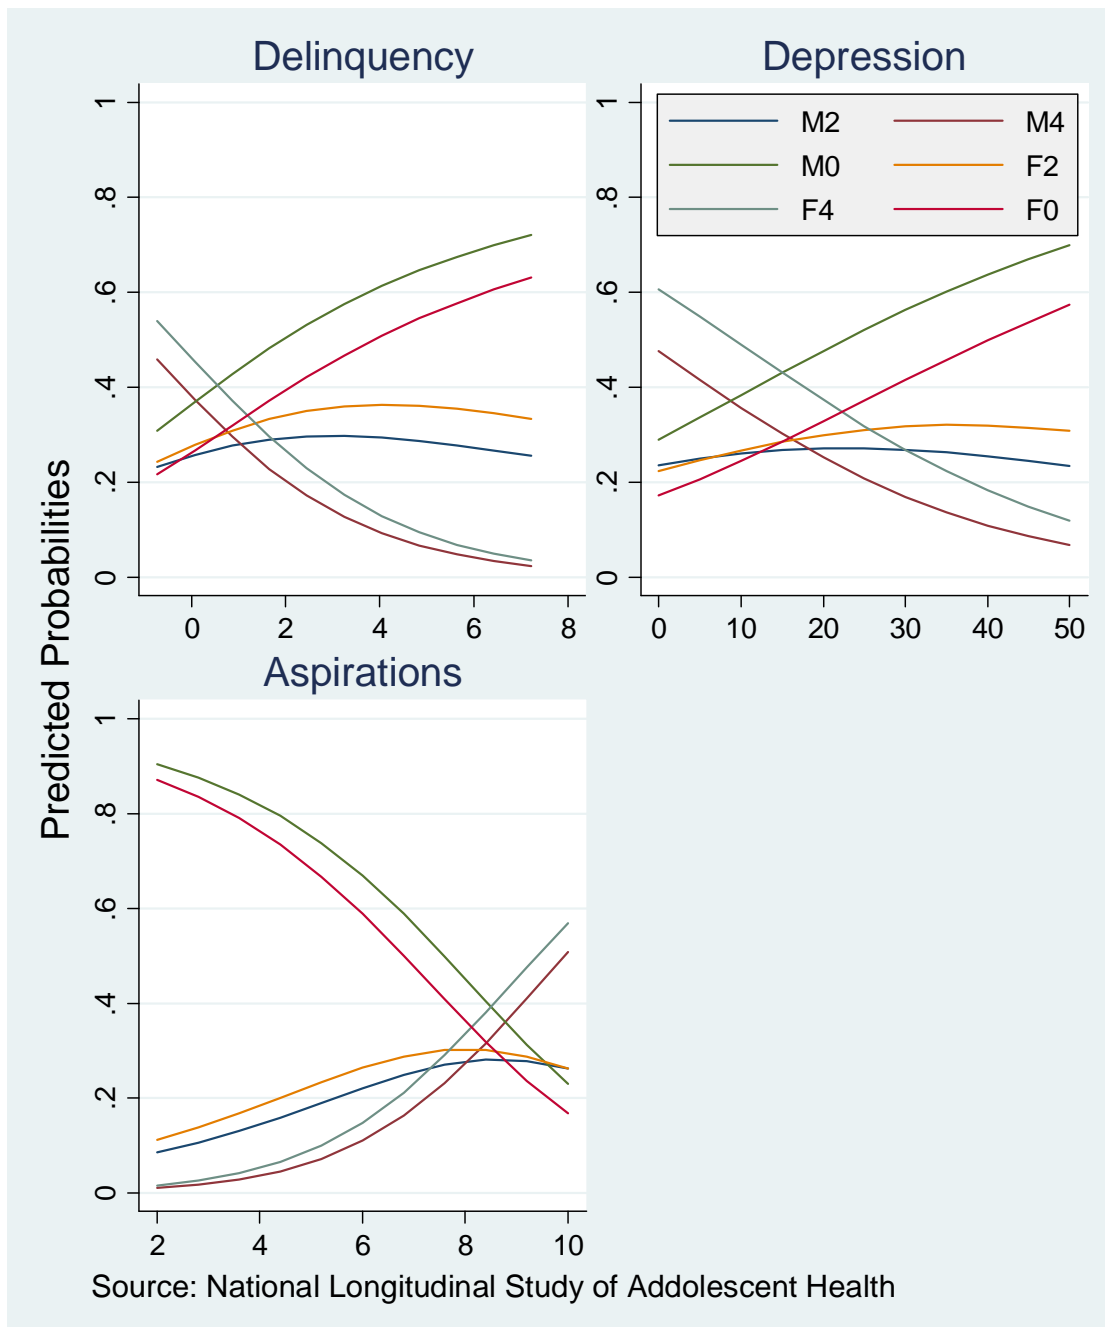 Delinquency
Depression
Predicted Probabilities
1
.8
.6
.4
.2
0
0 2 4 6 8
M2 M4
M0 F2
F4 F0
1
.8
.6
.4
.2
0
0 10 20 30 40 50
Aspirations
1
.8
.6
.4
.2
0
2 4 6 8 10
Source: National Longitudinal Study of Addolescent Health